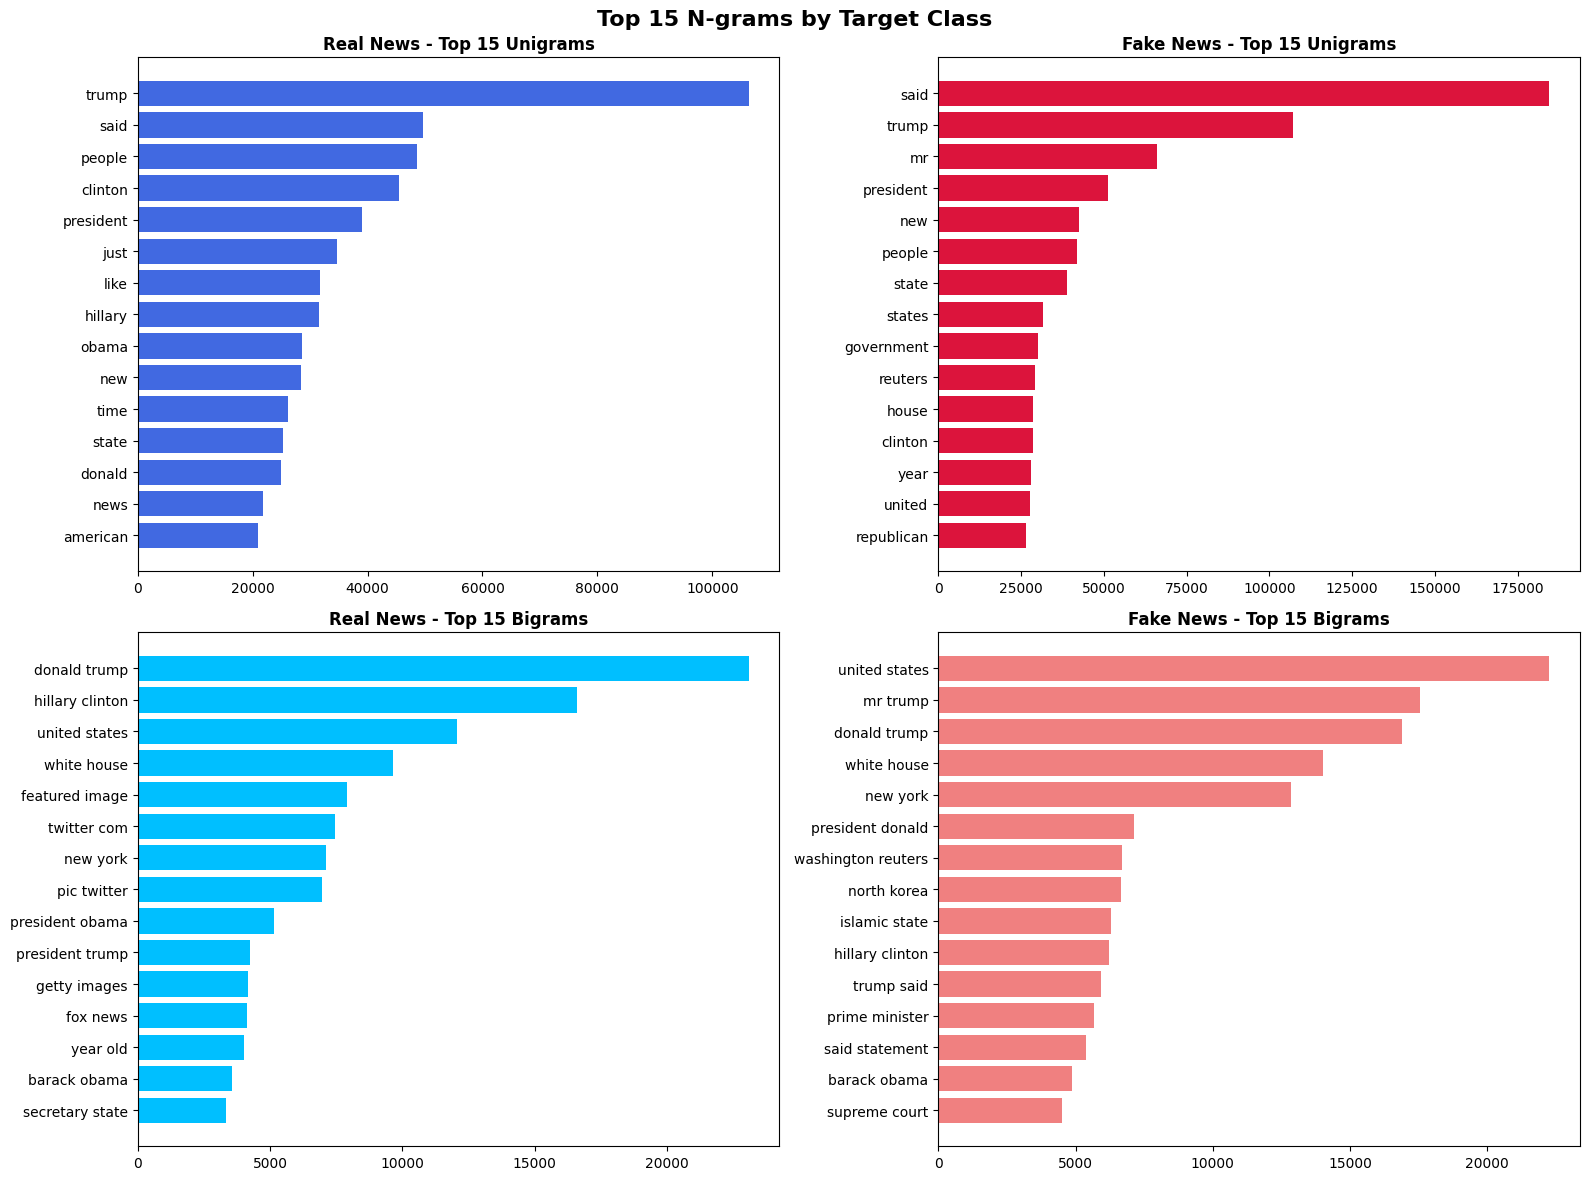 Top 15 N-grams by Target Class
Real News - Top 15 Unigrams
trump
said
people
clinton
president
just
like
hillary
obama
new
time
state
donald
news
american
0 20000 40000 60000 80000 100000
Fake News - Top 15 Unigrams
said
trump
mr
president
new
people
state
states
government
reuters
house
clinton
year
united
republican
0 25000 50000 75000 100000 125000 150000 175000
Real News - Top 15 Bigrams
donald trump
hillary clinton
united states
white house
featured image
twitter com
new york
pic twitter
president obama
president trump
getty images
fox news
year old
barack obama
secretary state
0 5000 10000 15000 20000
Fake News - Top 15 Bigrams
united states
mr trump
donald trump
white house
new york
president donald
washington reuters
north korea
islamic state
hillary clinton
trump said
prime minister
said statement
barack obama
supreme court
0 5000 10000 15000 20000